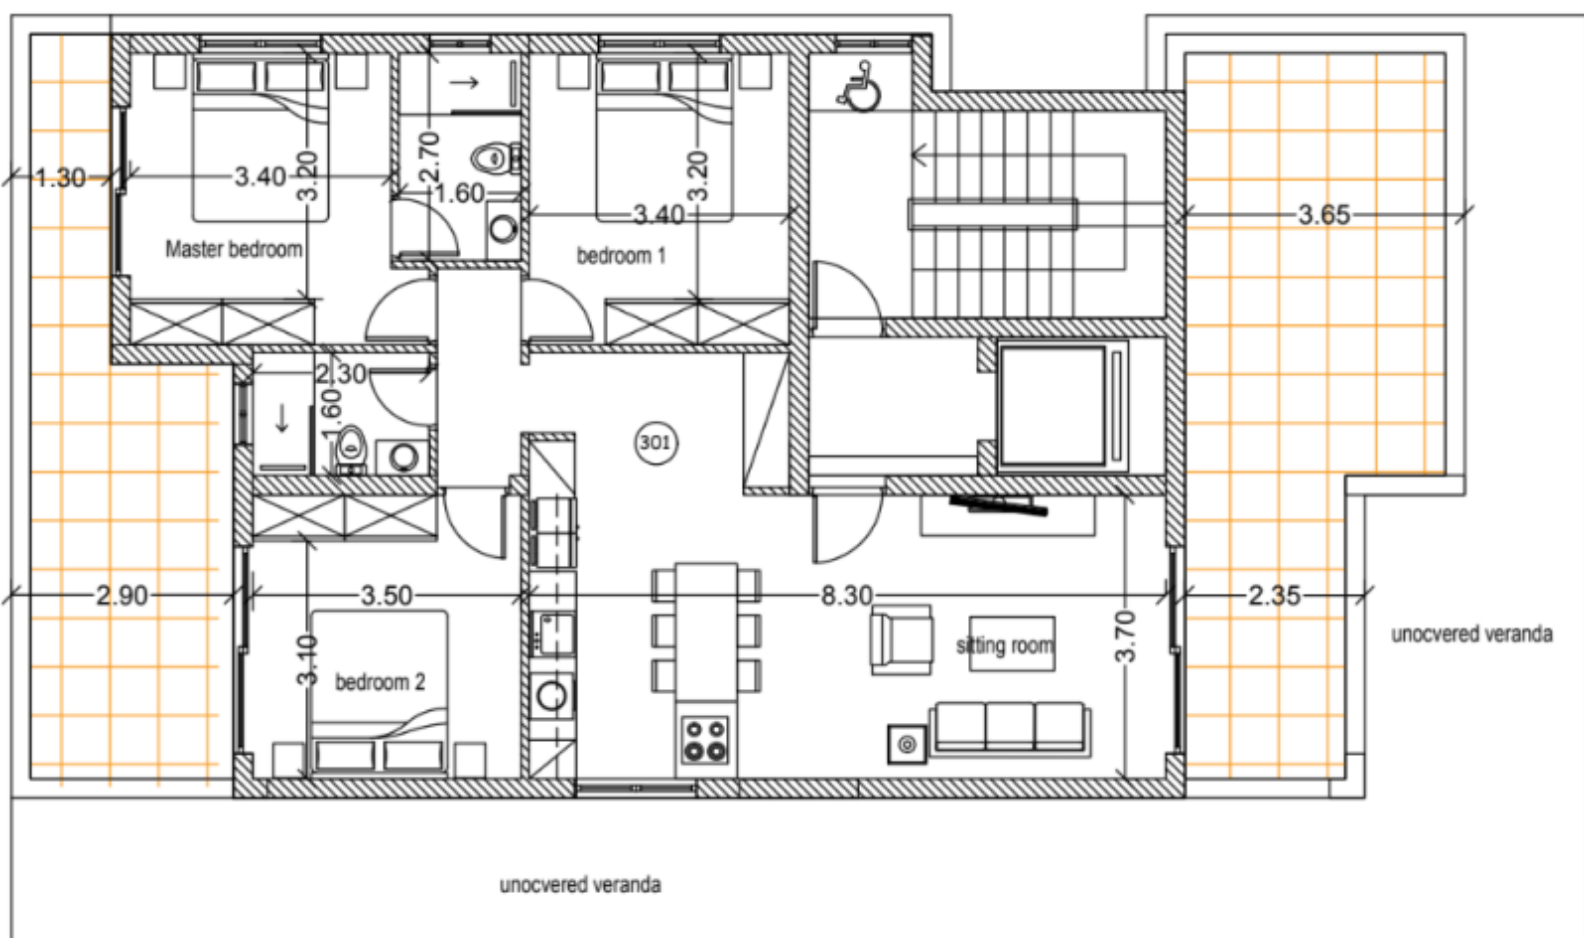 2.70
3.20
3.20
1.30
3.40
1.60
3.40
3.65
Master bedroom
bedroom 1
2.30
1.60
301
2.90
3.50
8.30
2.35
3.10
3.70
unocvered veranda
sitting room
bedroom 2
unocvered veranda